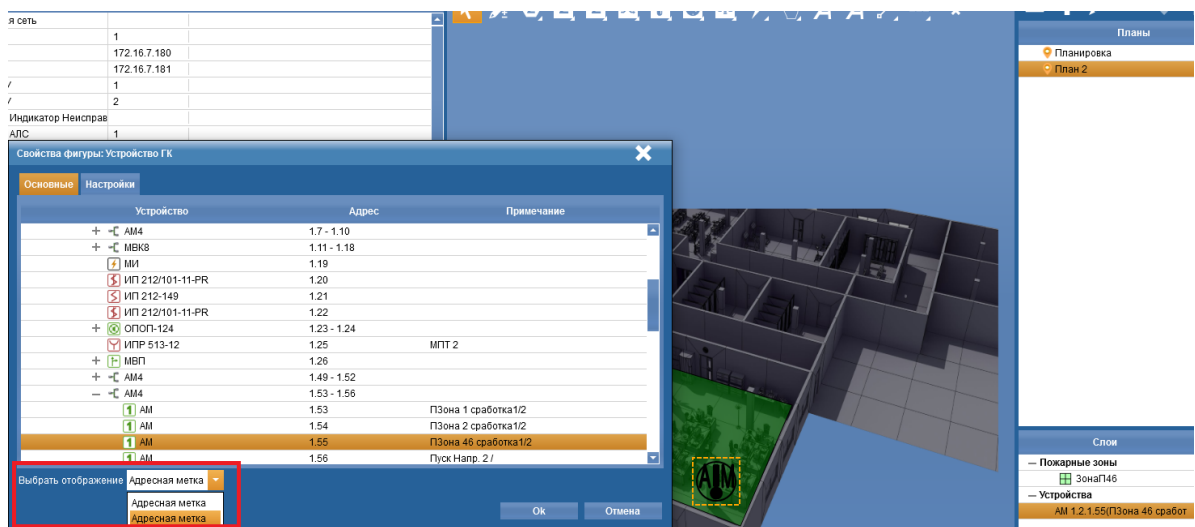 я сеть
1
172.16.7.180
172.16.7.181
/ 1
/ 2
Индикатор Неисправ
АЛС 1
Планы
Планировка
План 2
Свойства фигуры: Устройство ГК
Основные Настройки
Устройство Адрес Примечание
АМ4 1.7 - 1.10
МВК8 1.11 - 1.18
МИ 1.19
ИП 212/101-11-PR 1.20
ИП 212-149 1.21
ИП 212/101-11-PR 1.22
ОПОП-124 1.23 - 1.24
ИПР 513-12 1.25 МПТ 2
МВП 1.26
АМ4 1.49 - 1.52
АМ4 1.53 - 1.56
1 АМ 1.53 ПЗона 1 сработка1/2
1 АМ 1.54 ПЗона 2 сработка1/2
1 АМ 1.55 ПЗона 46 сработка1/2
1 АМ 1.56 Пуск Напр. 2 /
Выбрать отображение Адресная метка
Адресная метка
Адресная метка
Ok Отмена
АМ
Слои
Пожарные зоны
ЗонаП46
Устройства
АМ 1.2.1.55(ПЗона 46 сработ